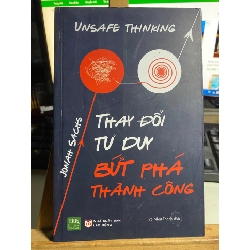 UNSAFE THINKING
JONAH SACHS
THAY ĐỔI
TƯ DUY
BỨT PHÁ
THÀNH CÔNG